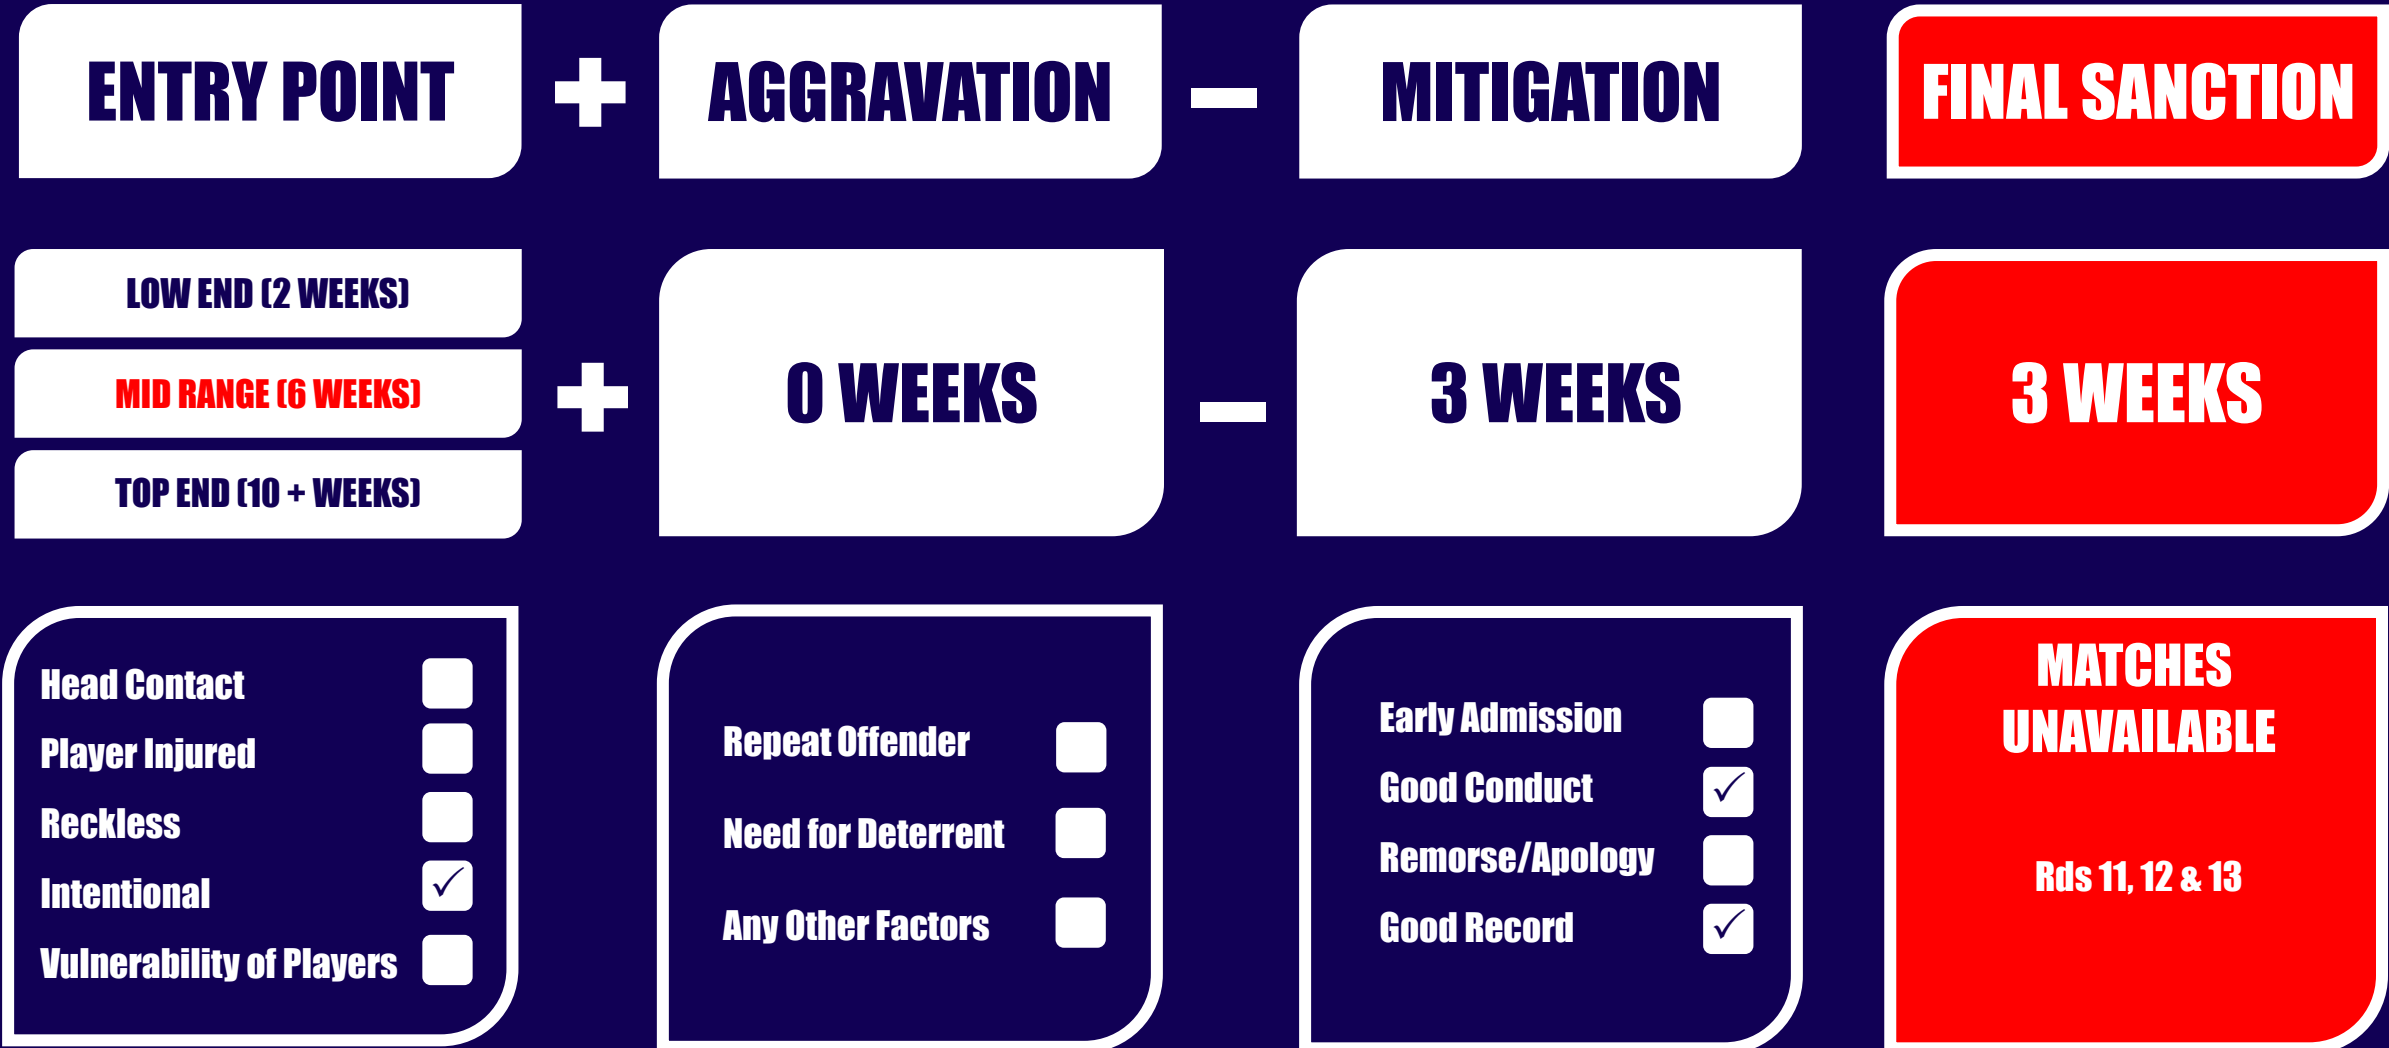 ENTRY POINT + AGGRAVATION - MITIGATION FINAL SANCTION
LOW END (2 WEEKS)
MID RANGE (6 WEEKS)
TOP END (10 + WEEKS)
+
0 WEEKS
-
3 WEEKS
3 WEEKS
Head Contact
Player Injured
Reckless
Intentional ✓
Vulnerability of Players
Repeat Offender
Need for Deterrent
Any Other Factors
Early Admission
Good Conduct ✓
Remorse/Apology
Good Record ✓
MATCHES
UNAVAILABLE
Rds 11, 12 & 13